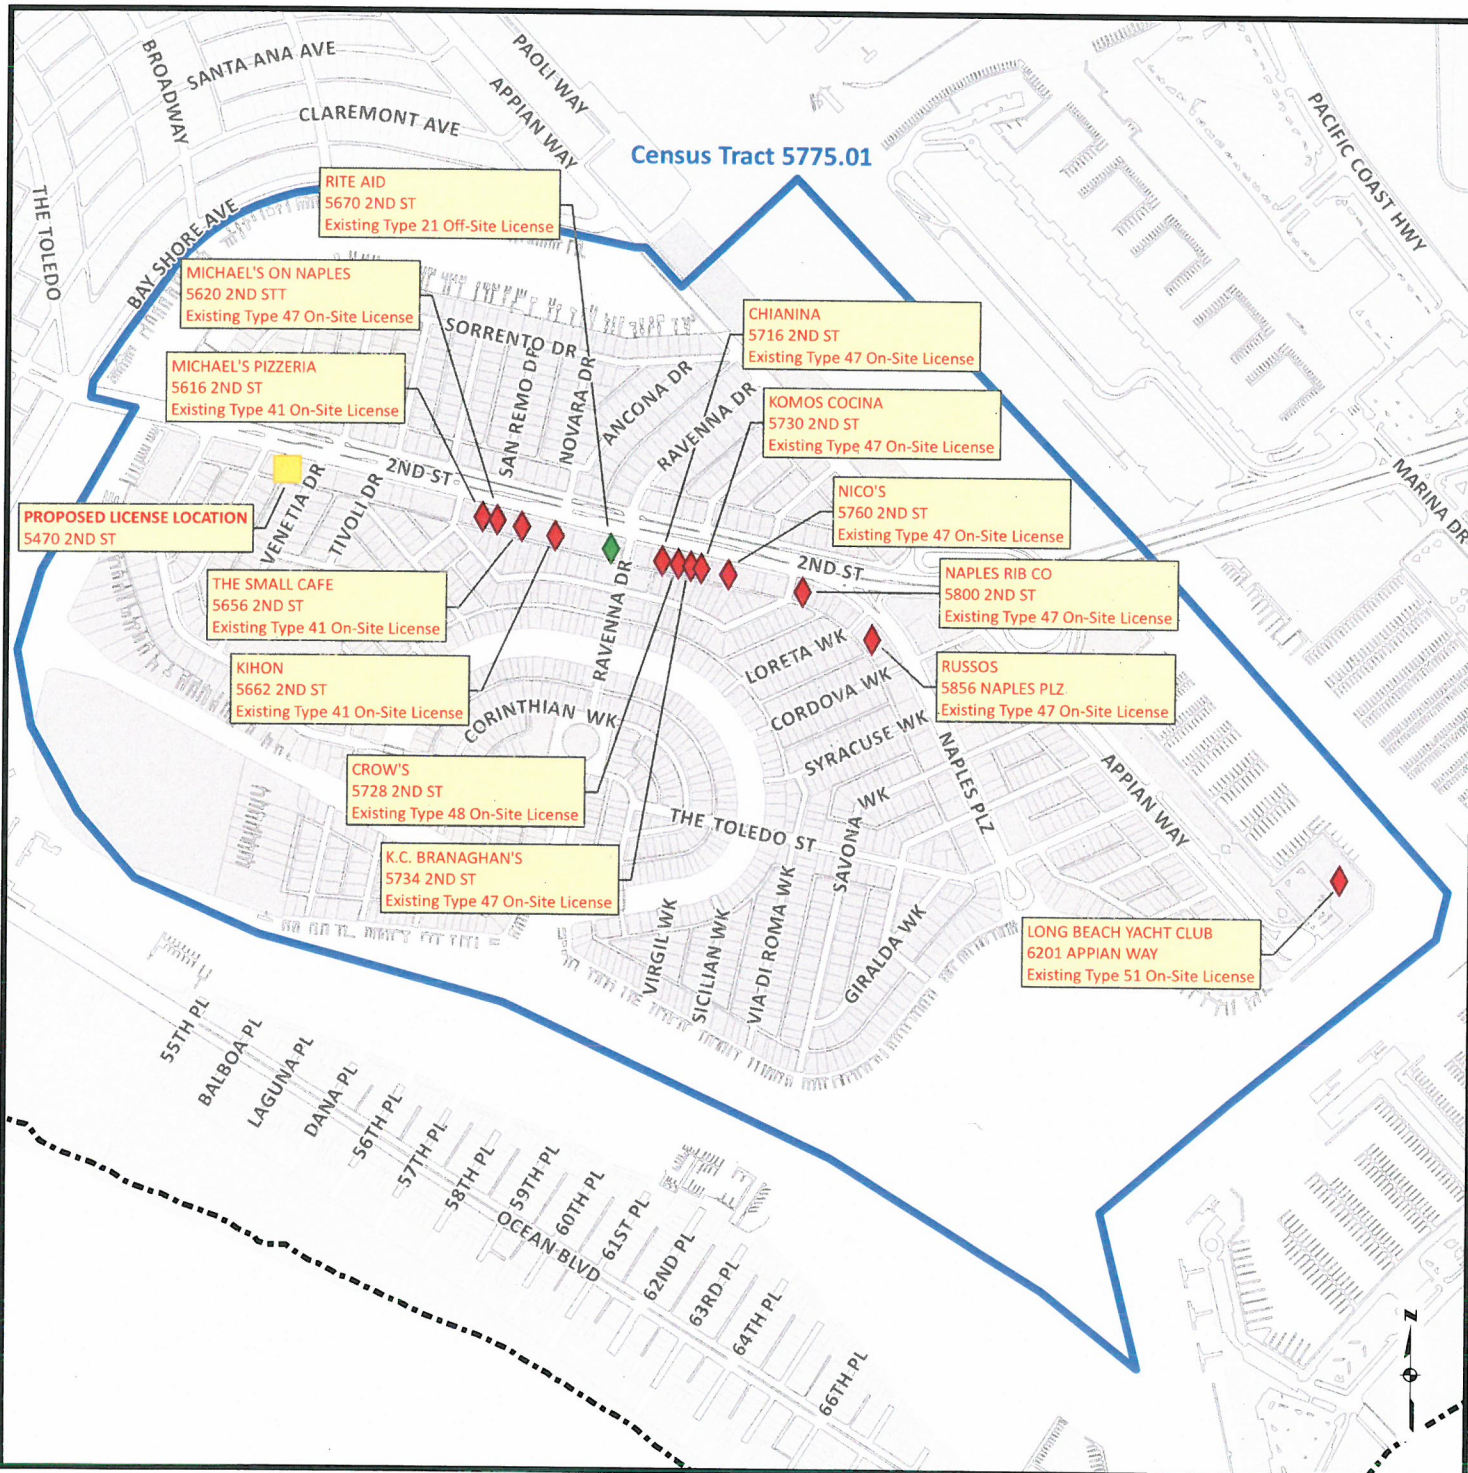 SANTA ANA AVE
BROADWAY
CLAREMONT AVE
PAOLI WAY
APPIAN WAY
PACIFIC COAST HWY
Census Tract 5775.01
THE TOLEDO
BAY SHORE AVE
RITE AID
5670 2ND ST
Existing Type 21 Off-Site License
MICHAEL'S ON NAPLES
5620 2ND STT
Existing Type 47 On-Site License
MICHAEL'S PIZZERIA
5616 2ND ST
Existing Type 41 On-Site License
CHIANINA
5716 2ND ST
Existing Type 47 On-Site License
KOMOS COCINA
5730 2ND ST
Existing Type 47 On-Site License
SORRENTO DR
SAN REMO DR
NOVARA DR
ANCONA DR
RAVENNA DR
2ND ST
NICO'S
5760 2ND ST
Existing Type 47 On-Site License
MARINA DR
PROPOSED LICENSE LOCATION
5470 2ND ST
VENETIA DR
TIVOLI DR
2ND ST
NAPLES RIB CO
5800 2ND ST
Existing Type 47 On-Site License
THE SMALL CAFE
5656 2ND ST
Existing Type 41 On-Site License
RAVENNA DR
KIHON
5662 2ND ST
Existing Type 41 On-Site License
LORETA WK
CORDOVA WK
SYRACUSE WK
RUSSOS
5856 NAPLES PLZ
Existing Type 47 On-Site License
CORINTHIAN WK
NAPLES PLZ
APPIAN WAY
CROW'S
5728 2ND ST
Existing Type 48 On-Site License
THE TOLEDO ST
SAVONA WK
K.C. BRANAGHAN'S
5734 2ND ST
Existing Type 47 On-Site License
VIRGIL WK
SICILIAN WK
VIA DI ROMA WK
GIRALDA WK
LONG BEACH YACHT CLUB
6201 APPIAN WAY
Existing Type 51 On-Site License
55TH PL
BALBOA PL
LAGUNA PL
DANA PL
56TH PL
57TH PL
58TH PL
59TH PL
60TH PL
61ST PL
OCEAN BLVD
62ND PL
63RD PL
64TH PL
66TH PL
Z